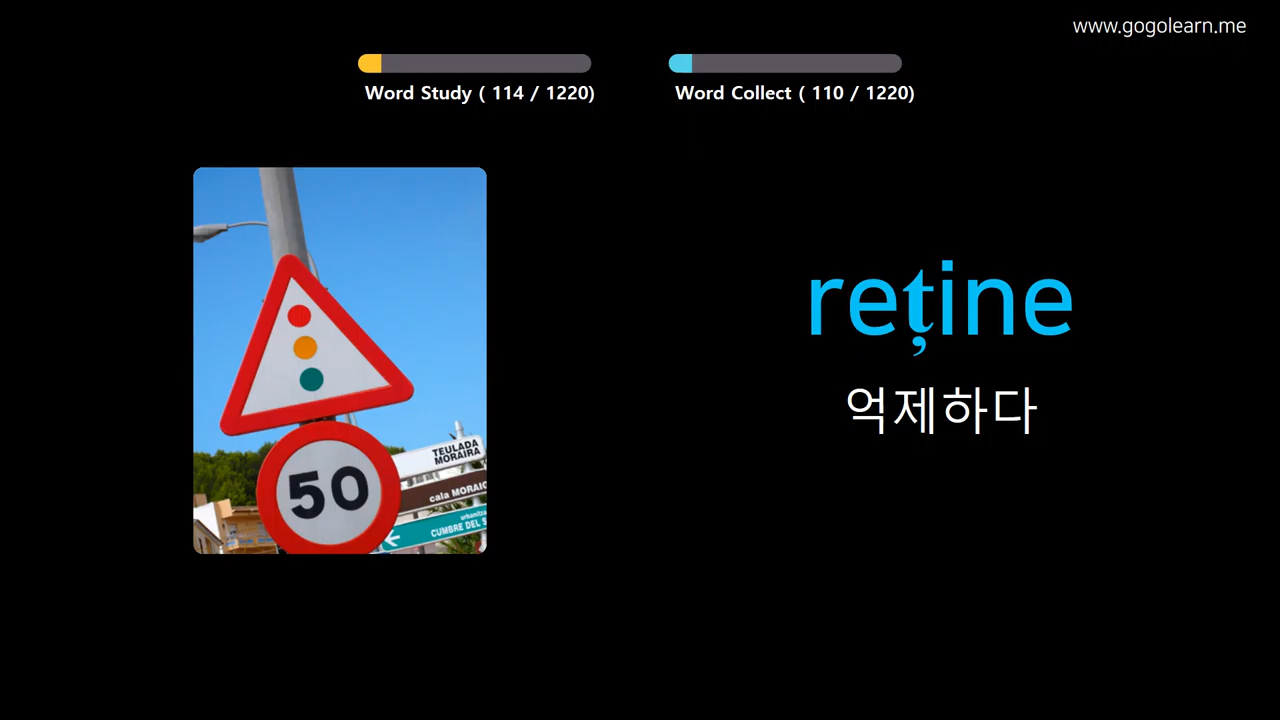 www.gogolearn.me
Word Study ( 114 / 1220)
Word Collect ( 110 / 1220)
reține
억제하다
50
TEULADA
MORAIRA
cala MORAIG
urbanitza
CUMBRE DEL S